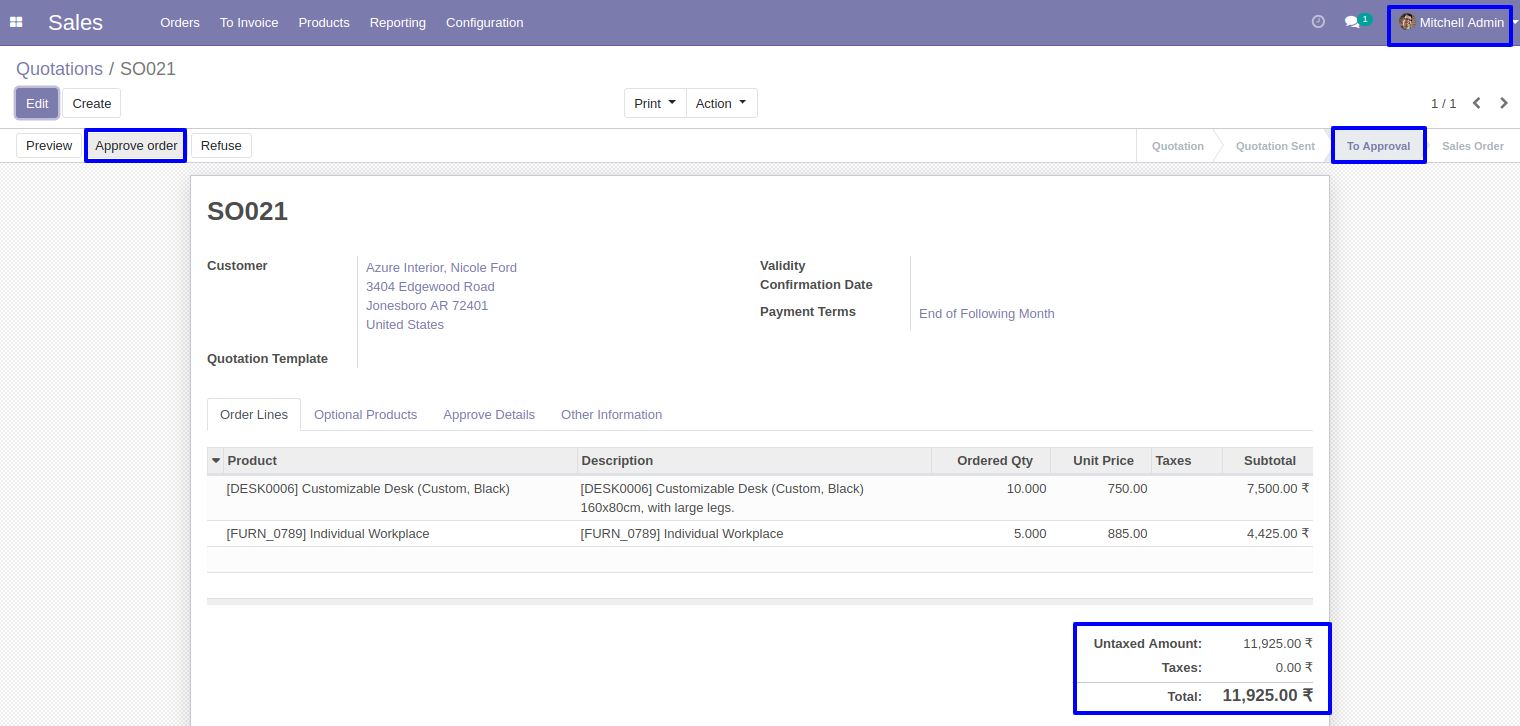 Sales Orders To Invoice Products Reporting Configuration 1 Mitchell Admin
Quotations / SO021
Edit Create Print Action 1 / 1
Preview Approve order Refuse Quotation Quotation Sent To Approval Sales Order
SO021
Customer Azure Interior, Nicole Ford Validity
3404 Edgewood Road Confirmation Date
Jonesboro AR 72401 Payment Terms End of Following Month
United States
Quotation Template
Order Lines Optional Products Approve Details Other Information
Product Description Ordered Qty Unit Price Taxes Subtotal
[DESK0006] Customizable Desk (Custom, Black) [DESK0006] Customizable Desk (Custom, Black) 10.000 750.00 7,500.00 ₹
160x80cm, with large legs.
[FURN_0789] Individual Workplace [FURN_0789] Individual Workplace 5.000 885.00 4,425.00 ₹
Untaxed Amount: 11,925.00 ₹
Taxes: 0.00 ₹
Total: 11,925.00 ₹